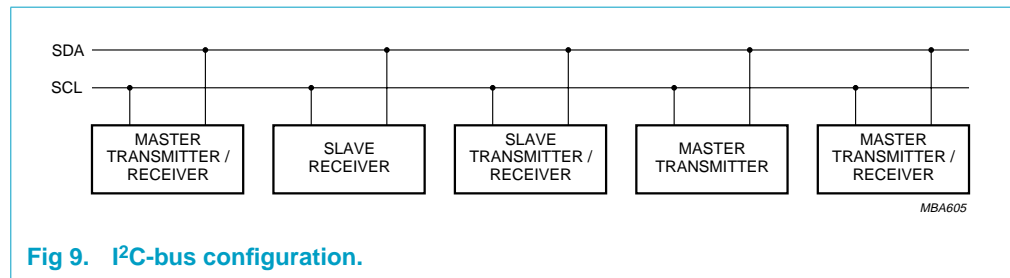 SDA
SCL
MASTER
TRANSMITTER /
RECEIVER
SLAVE
RECEIVER
SLAVE
TRANSMITTER /
RECEIVER
MASTER
TRANSMITTER
MASTER
TRANSMITTER /
RECEIVER
MBA605
Fig 9. I²C-bus configuration.